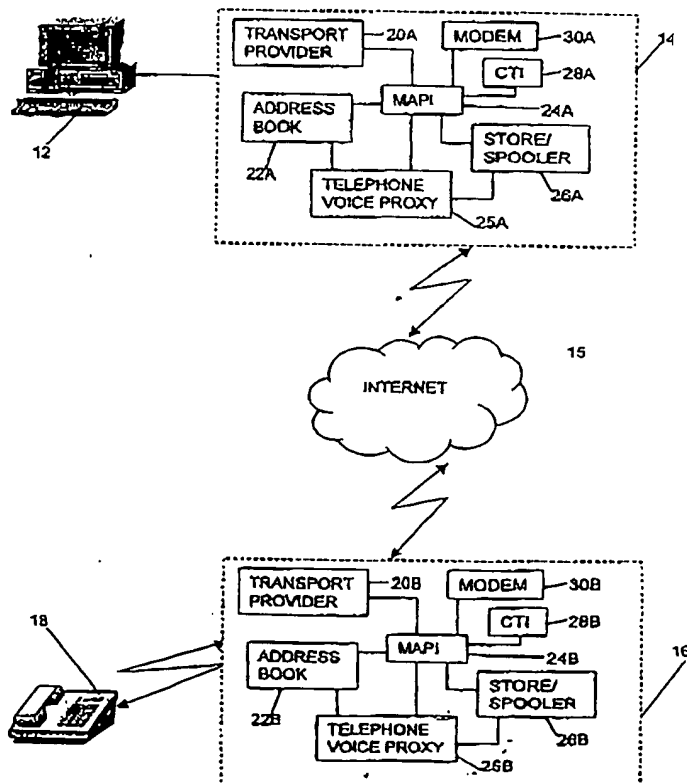 TRANSPORT
PROVIDER
20A
MODEM
30A
14
CTI
28A
MAPI
24A
ADDRESS
BOOK
22A
STORE/
SPOOLER
26A
12
TELEPHONE
VOICE PROXY
25A
15
INTERNET
TRANSPORT
PROVIDER
20B
MODEM
30B
18
CTI
28B
MAPI
24B
ADDRESS
BOOK
16
22B
STORE/
SPOOLER
26B
TELEPHONE
VOICE PROXY
25B